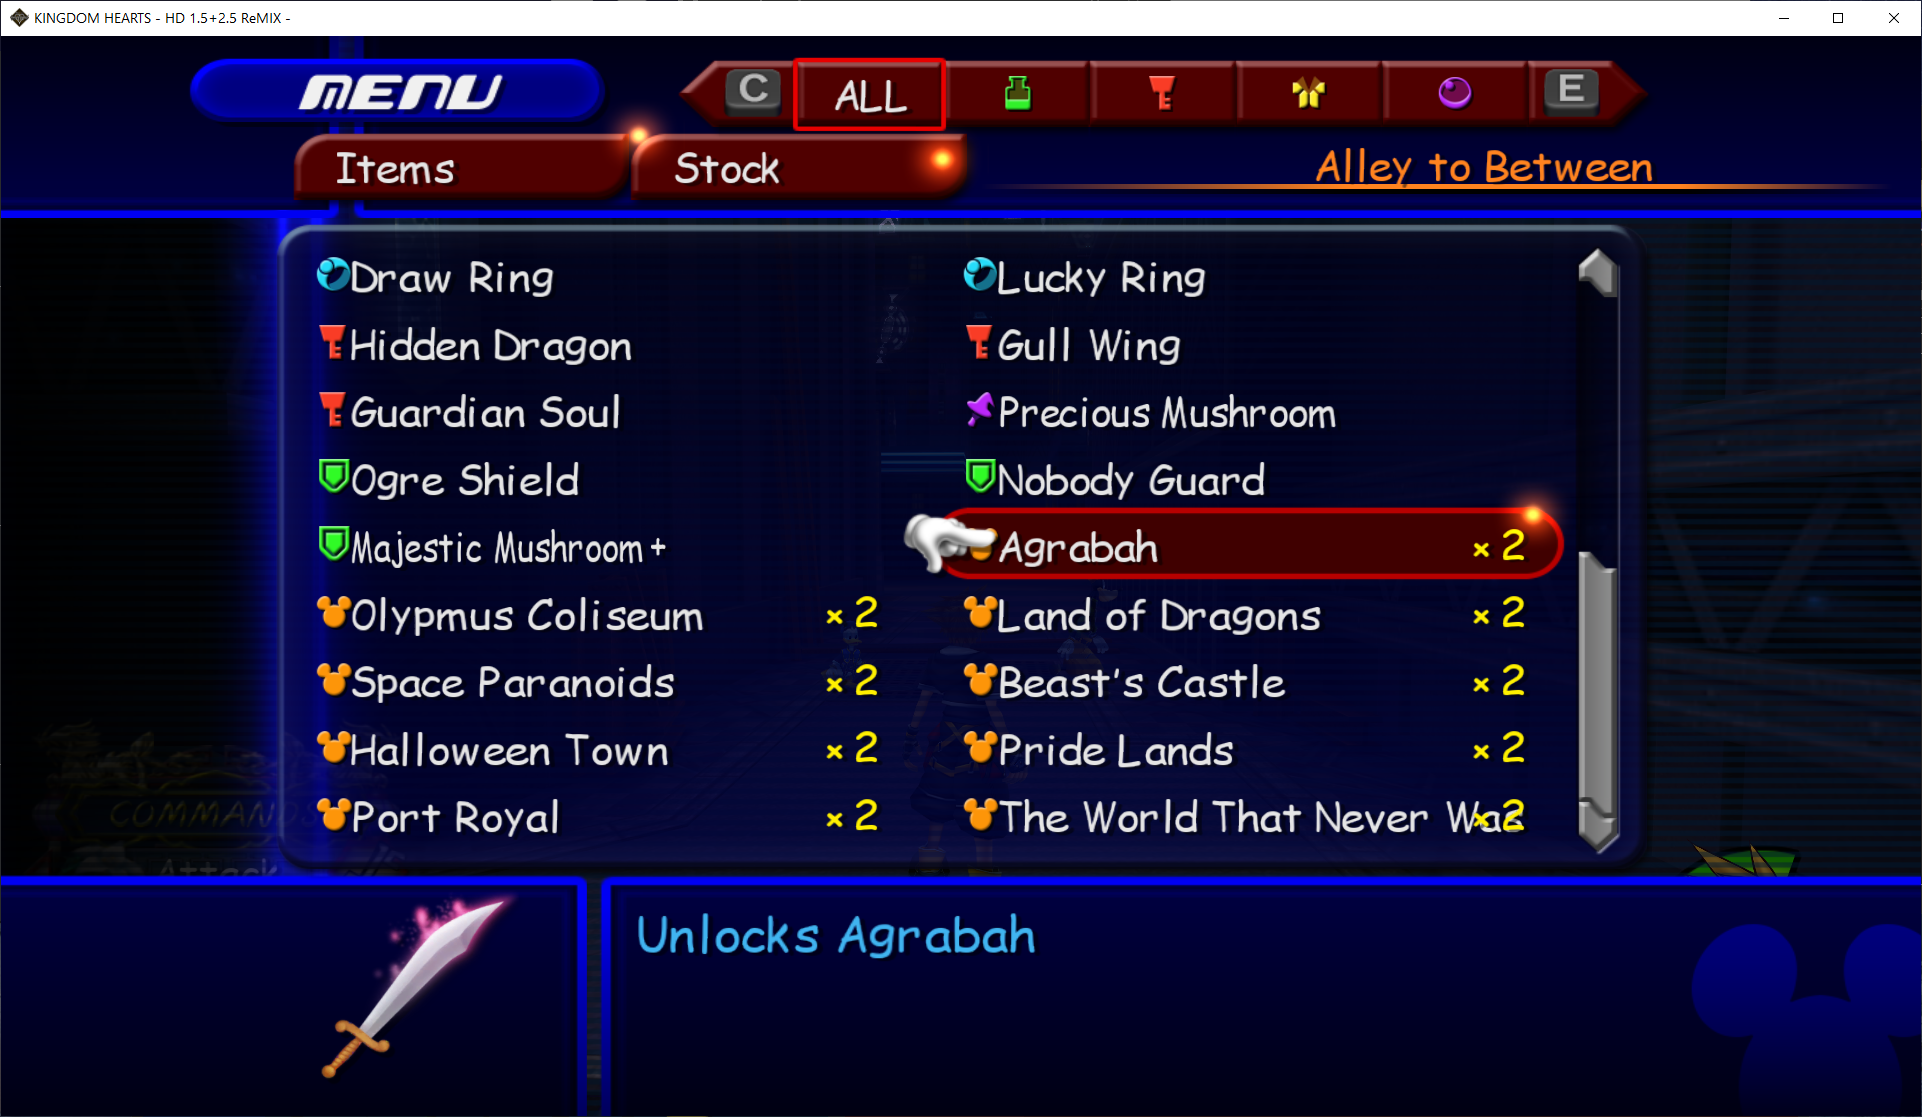 KINGDOM HEARTS - HD 1.5+2.5 ReMIX -
MENU
C ALL E
Items Stock Alley to Between
Draw Ring Lucky Ring
Hidden Dragon Gull Wing
Guardian Soul Precious Mushroom
Ogre Shield Nobody Guard
Majestic Mushroom+ Agrabah × 2
Olypmus Coliseum × 2 Land of Dragons × 2
Space Paranoids × 2 Beast's Castle × 2
Halloween Town × 2 Pride Lands × 2
Port Royal × 2 The World That Never Was ×2
COMMANDS
Attack
Unlocks Agrabah